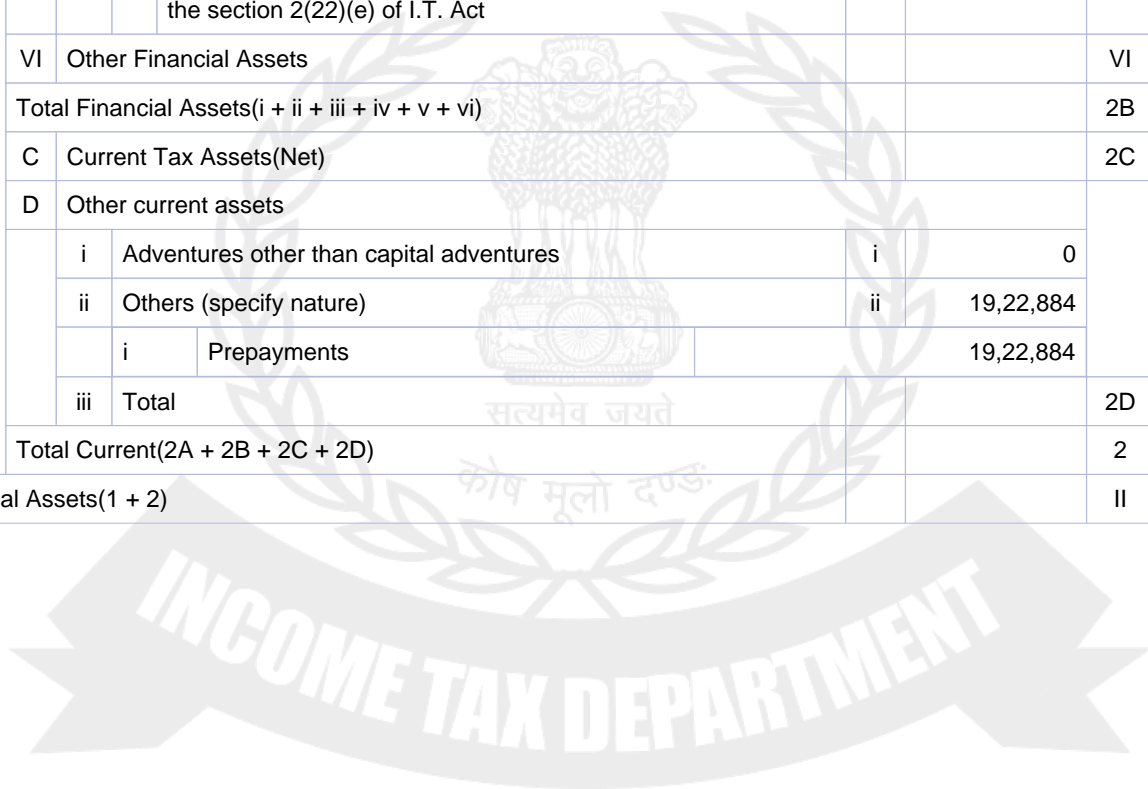 the section 2(22)(e) of I.T. Act
VI Other Financial Assets VI
Total Financial Assets(i + ii + iii + iv + v + vi) 2B
C Current Tax Assets(Net) 2C
D Other current assets
i Adventures other than capital adventures i 0
ii Others (specify nature) ii 19,22,884
i Prepayments 19,22,884
iii Total 2D
सत्यमेव जयते
Total Current(2A + 2B + 2C + 2D) 2
कोष मूलो दण्डः
al Assets(1 + 2) II
INCOME TAX DEPARTMENT